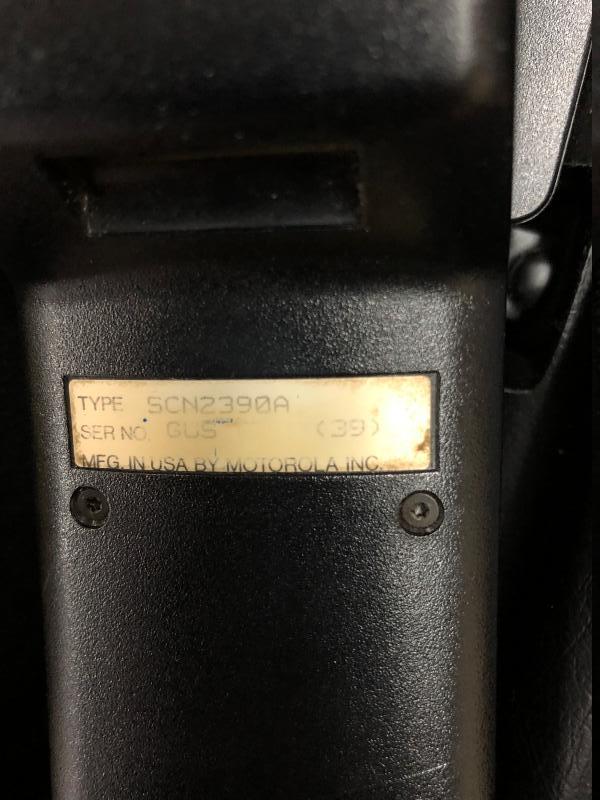 TYPE SCN2390A
SER NO. GUS (39)
MFG. IN USA BY MOTOROLA INC.